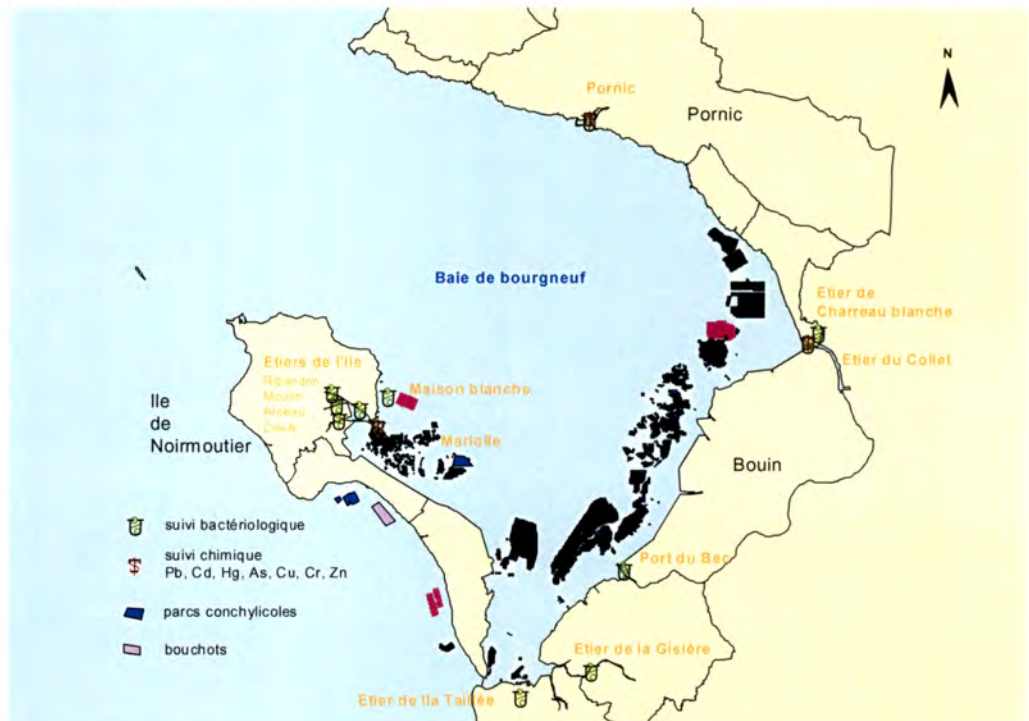 N
Pornic
Pornic
Baie de bourgneuf
Etier de
Charreau blanche
Etier du Collet
Etiers de l'Ile
Ribandon
Moulin
Arceau
Maison blanche
Ile
de
Noirmoutier
Mariolle
Bouin
suivi bactériologique
suivi chimique
Pb, Cd, Hg, As, Cu, Cr, Zn
parcs conchylicoles
bouchots
Port du Bec
Etier de la Gisière
Etier de lla Taillée